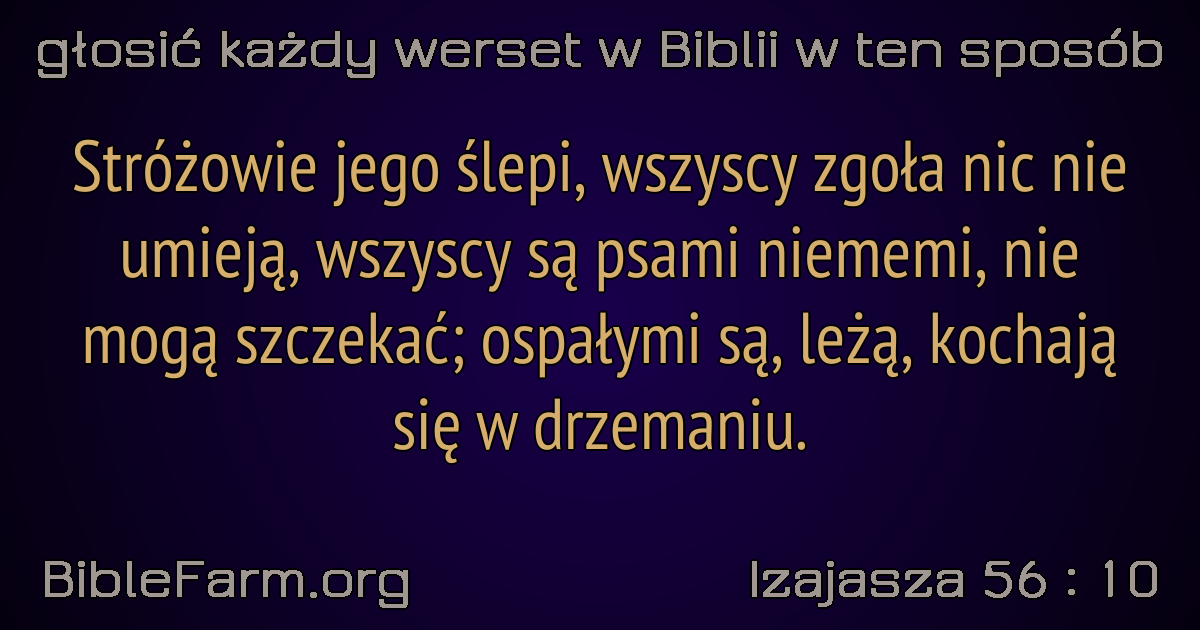 głosić każdy werset w Biblii w ten sposób
Stróżowie jego ślepi, wszyscy zgoła nic nie
umieją, wszyscy są psami niememi, nie
mogą szczekać; ospałymi są, leżą, kochają
się w drzemaniu.
BibleFarm.org
Izajasza 56 : 10